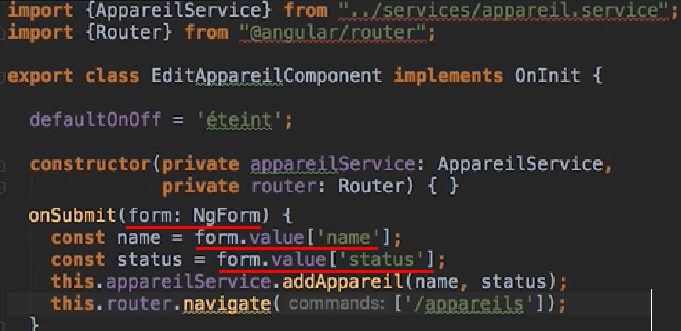 import {AppareilService} from "../services/appareil.service";
import {Router} from "@angular/router";
export class EditAppareilComponent implements OnInit {
defaultOnOff = 'éteint';
constructor(private appareilService: AppareilService,
private router: Router) { }
onSubmit(form: NgForm) {
const name = form.value['name'];
const status = form.value['status'];
this.appareilService.addAppareil(name, status);
this.router.navigate( commands: ['/appareils']);
}